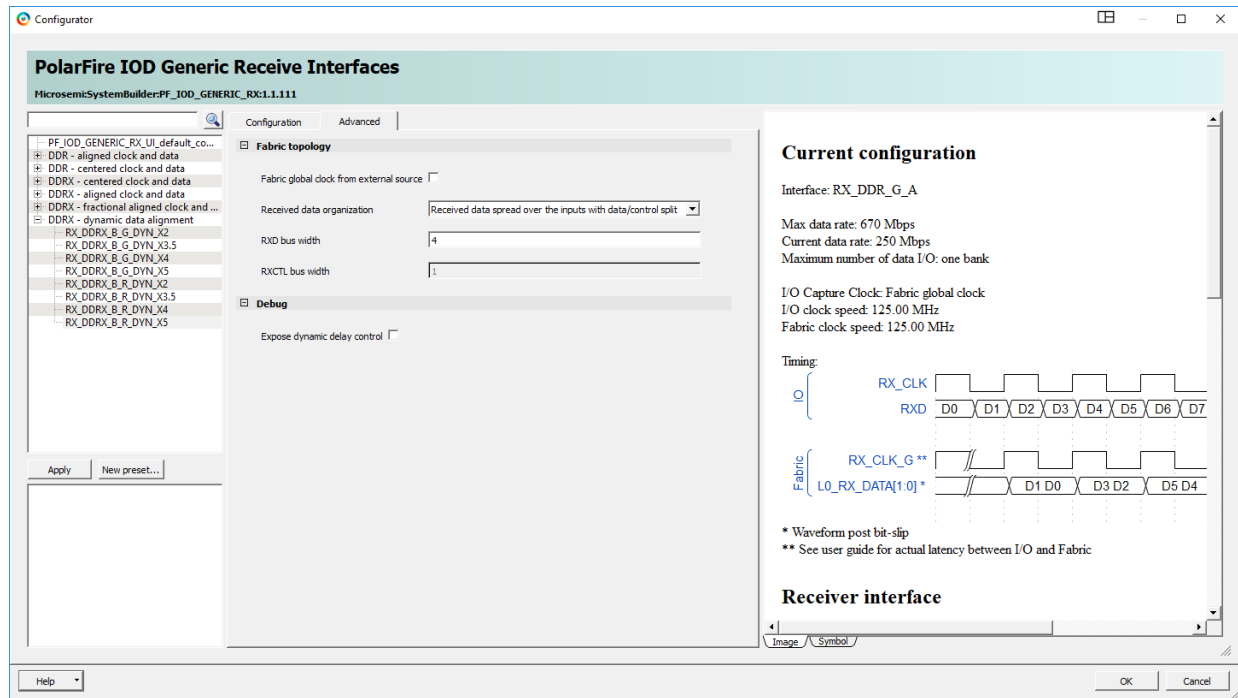 Configurator
PolarFire IOD Generic Receive Interfaces
Microsemi:SystemBuilder:PF_IOD_GENERIC_RX:1.1.111
PF_IOD_GENERIC_RX_UI_default_co...
DDR - aligned clock and data
DDR - centered clock and data
DDRX - centered clock and data
DDRX - aligned clock and data
DDRX - fractional aligned clock and ...
DDRX - dynamic data alignment
RX_DDRX_B_G_DYN_X2
RX_DDRX_B_G_DYN_X3.5
RX_DDRX_B_G_DYN_X4
RX_DDRX_B_G_DYN_X5
RX_DDRX_B_R_DYN_X2
RX_DDRX_B_R_DYN_X3.5
RX_DDRX_B_R_DYN_X4
RX_DDRX_B_R_DYN_X5
Apply New preset...
Configuration Advanced
Fabric topology
Fabric global clock from external source
Received data organization Received data spread over the inputs with data/control split
RXD bus width 4
RXCTL bus width 1
Debug
Expose dynamic delay control
Current configuration
Interface: RX_DDR_G_A
Max data rate: 670 Mbps
Current data rate: 250 Mbps
Maximum number of data I/O: one bank
I/O Capture Clock: Fabric global clock
I/O clock speed: 125.00 MHz
Fabric clock speed: 125.00 MHz
Timing:
IO
RX_CLK
RXD D0 D1 D2 D3 D4 D5 D6 D7
Fabric
RX_CLK_G **
L0_RX_DATA[1:0] * D1 D0 D3 D2 D5 D4
* Waveform post bit-slip
** See user guide for actual latency between I/O and Fabric
Receiver interface
Image Symbol
Help OK Cancel